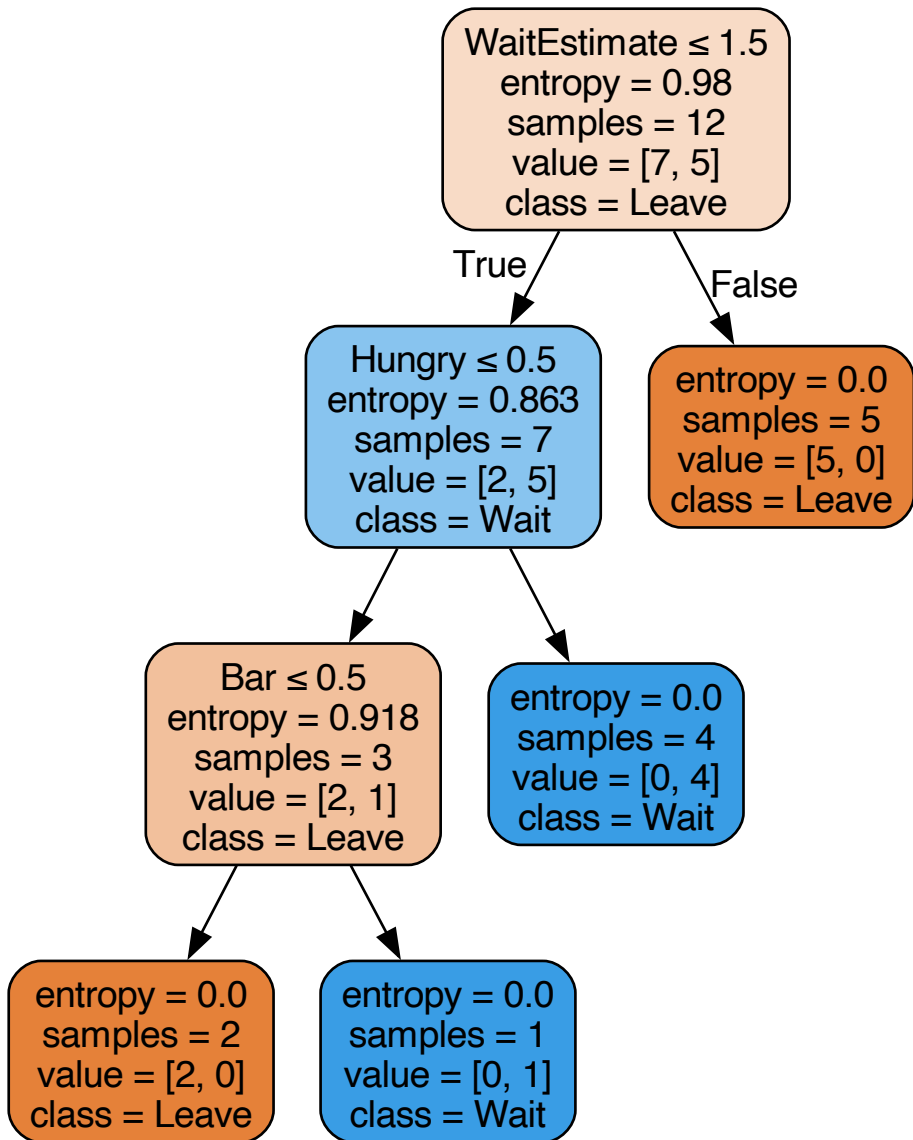 WaitEstimate ≤ 1.5
entropy = 0.98
samples = 12
value = [7, 5]
class = Leave
True
False
Hungry ≤ 0.5
entropy = 0.863
samples = 7
value = [2, 5]
class = Wait
entropy = 0.0
samples = 5
value = [5, 0]
class = Leave
Bar ≤ 0.5
entropy = 0.918
samples = 3
value = [2, 1]
class = Leave
entropy = 0.0
samples = 4
value = [0, 4]
class = Wait
entropy = 0.0
samples = 2
value = [2, 0]
class = Leave
entropy = 0.0
samples = 1
value = [0, 1]
class = Wait